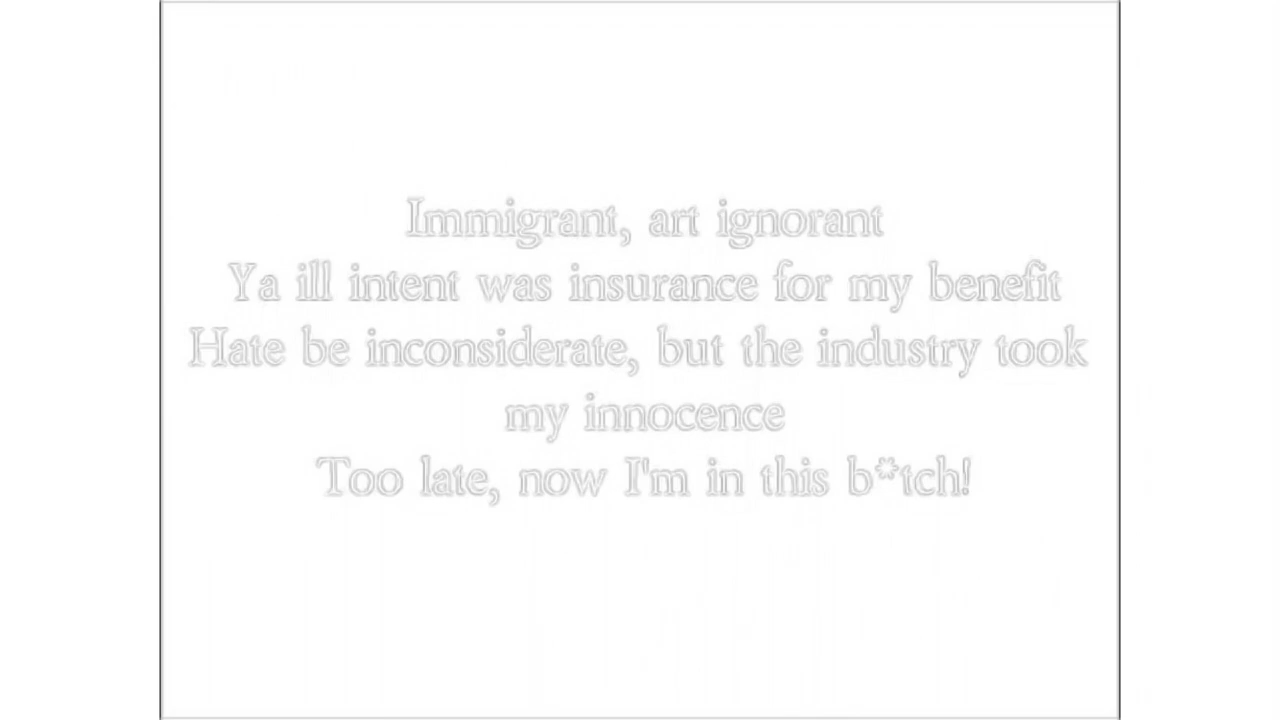 Immigrant, art ignorant
Ya ill intent was insurance for my benefit
Hate be inconsiderate, but the industry took
my innocence
Too late, now I'm in this b*tch!